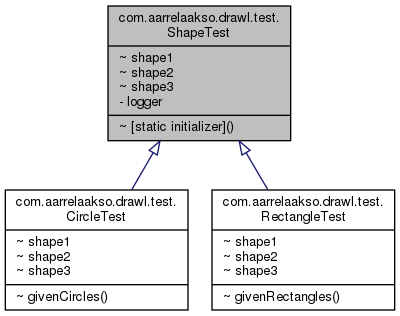 com.aarrelaakso.drawl.test.
ShapeTest
~ shape1
~ shape2
~ shape3
- logger
~ [static initializer]()
com.aarrelaakso.drawl.test.
CircleTest
~ shape1
~ shape2
~ shape3
~ givenCircles()
com.aarrelaakso.drawl.test.
RectangleTest
~ shape1
~ shape2
~ shape3
~ givenRectangles()